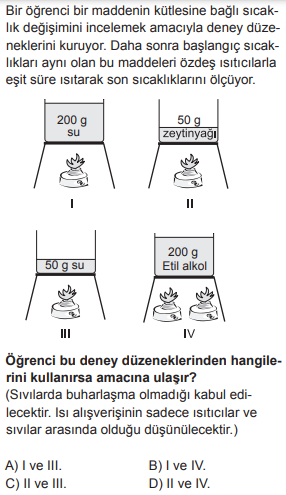 Bir öğrenci bir maddenin kütlesine bağlı sıcak-
lık değişimini incelemek amacıyla deney düze-
neklerini kuruyor. Daha sonra başlangıç sıcak-
lıkları aynı olan bu maddeleri özdeş ısıtıcılarla
eşit süre ısıtarak son sıcaklıklarını ölçüyor.
200 g
su
I
50 g
zeytinyağı
II
50 g su
III
200 g
Etil alkol
IV
Öğrenci bu deney düzeneklerinden hangile-
rini kullanırsa amacına ulaşır?
(Sıvılarda buharlaşma olmadığı kabul edi-
lecektir. Isı alışverişinin sadece ısıtıcılar ve
sıvılar arasında olduğu düşünülecektir.)
A) I ve III.
B) I ve IV.
C) II ve III.
D) II ve IV.